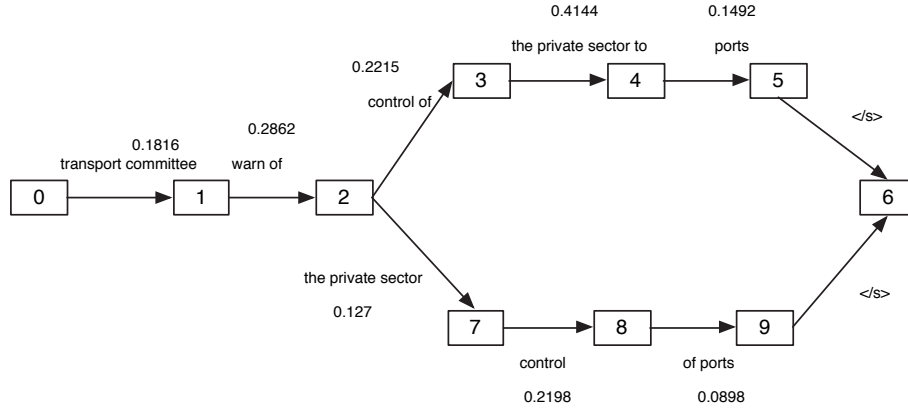 0.4144 0.1492
the private sector to ports
0.2215
3 4 5
control of
</s>
0.2862
0.1816
transport committee warn of
0 1 2 6
the private sector
</s>
0.127
7 8 9
control of ports
0.2198 0.0898